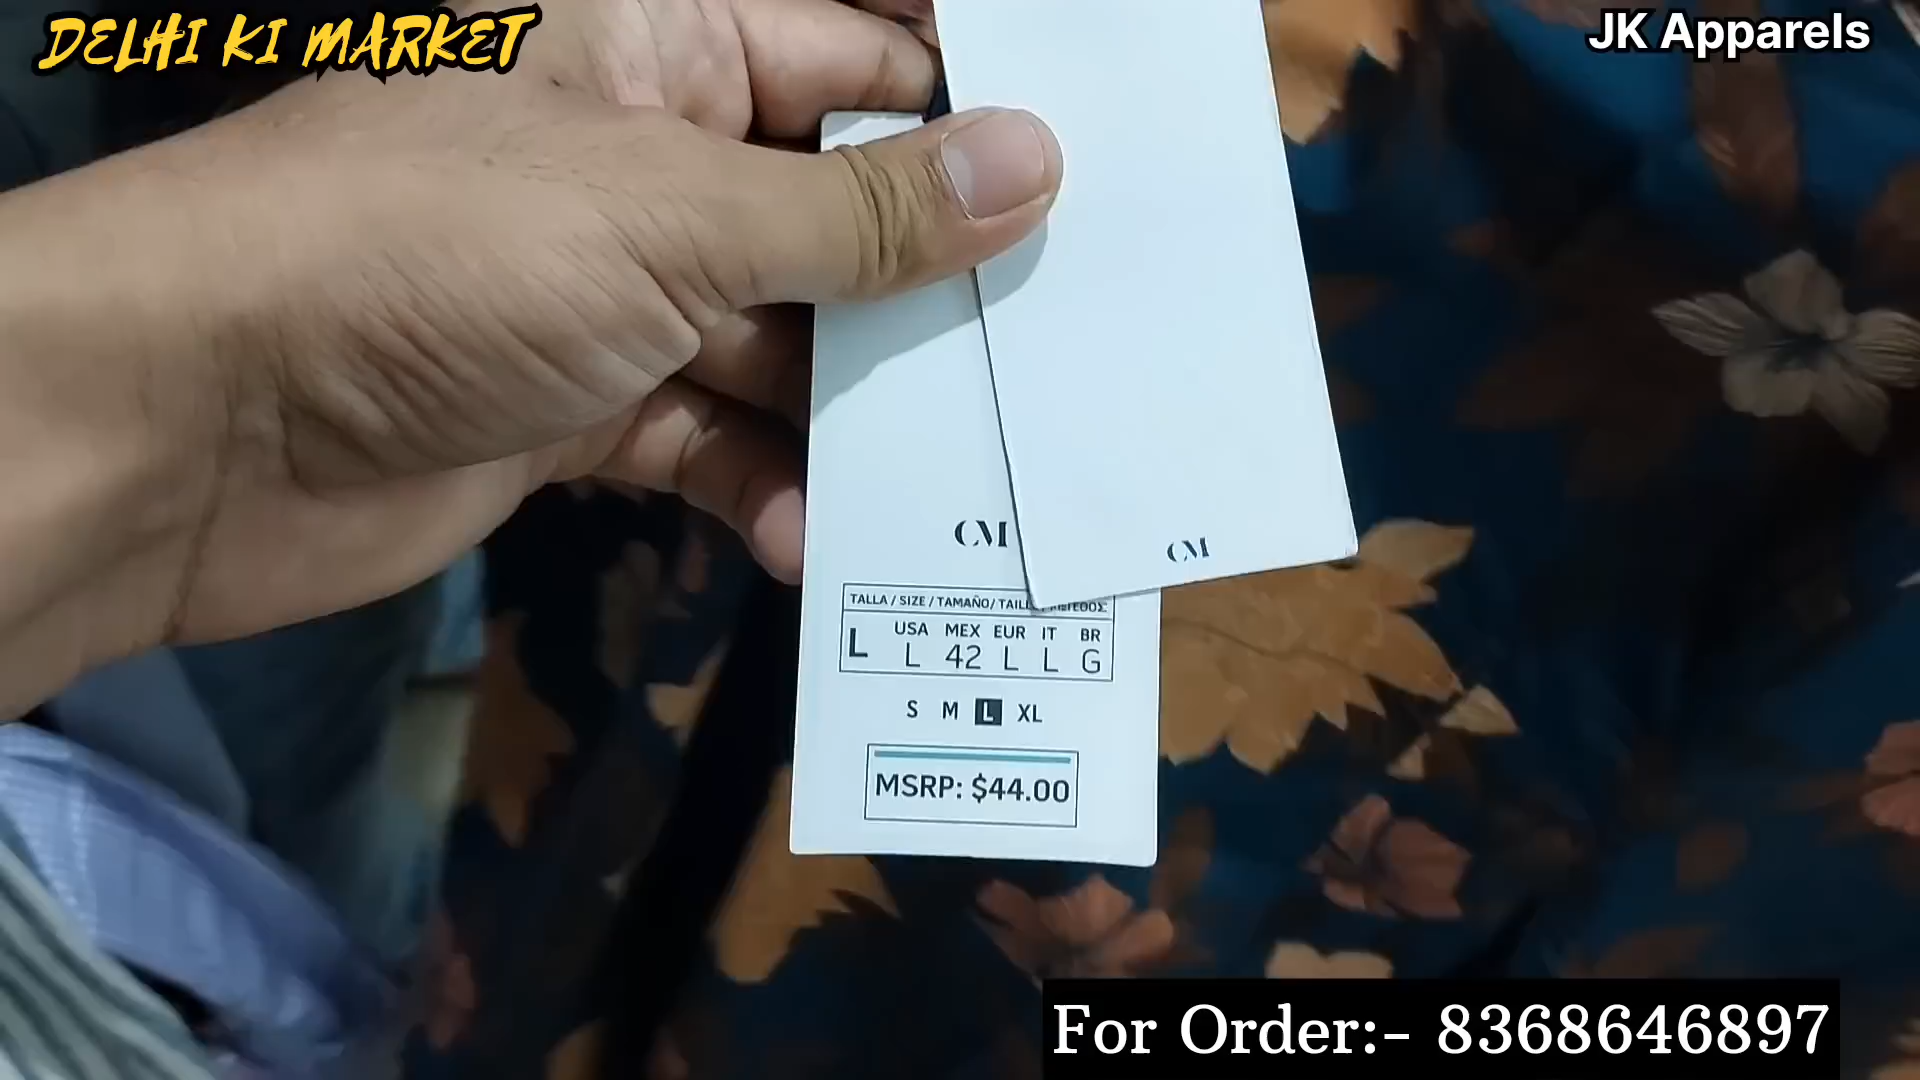 DELHI KI MARKET
JK Apparels
CM
CM
TALLA / SIZE / TAMAÑO/ TAILL
USA MEX EUR IT BR
L L 42 L L G
S M L XL
MSRP: $44.00
For Order:- 8368646897